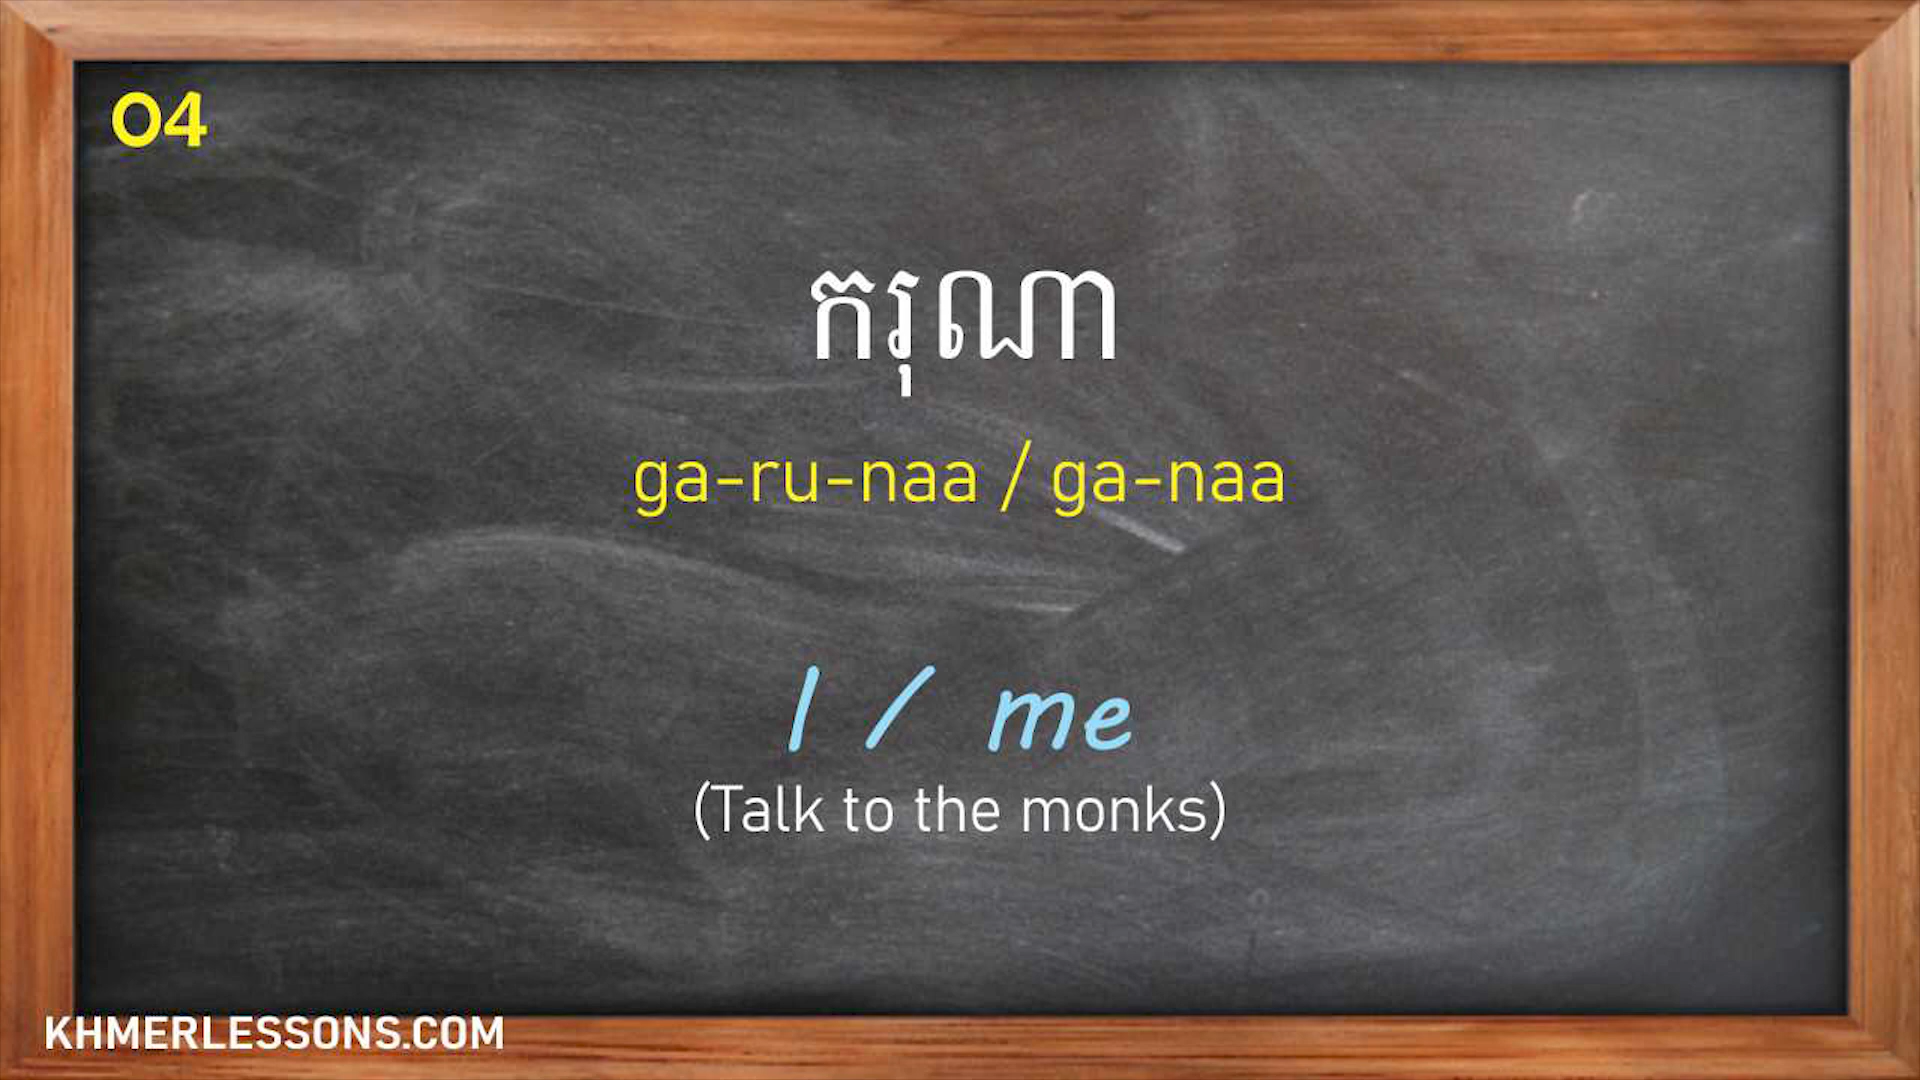 04
ករុណា
ga-ru-naa / ga-naa
I / me
(Talk to the monks)
KHMERLESSONS.COM